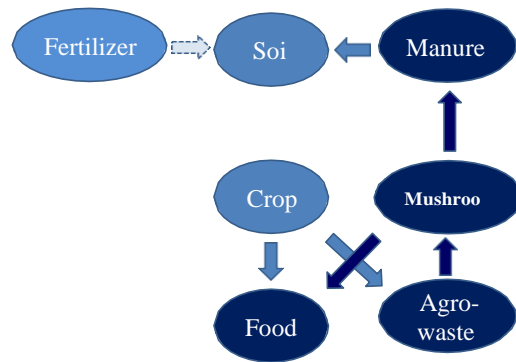 Fertilizer
Soi
Manure
Crop
Mushroo
Food
Agro-
waste